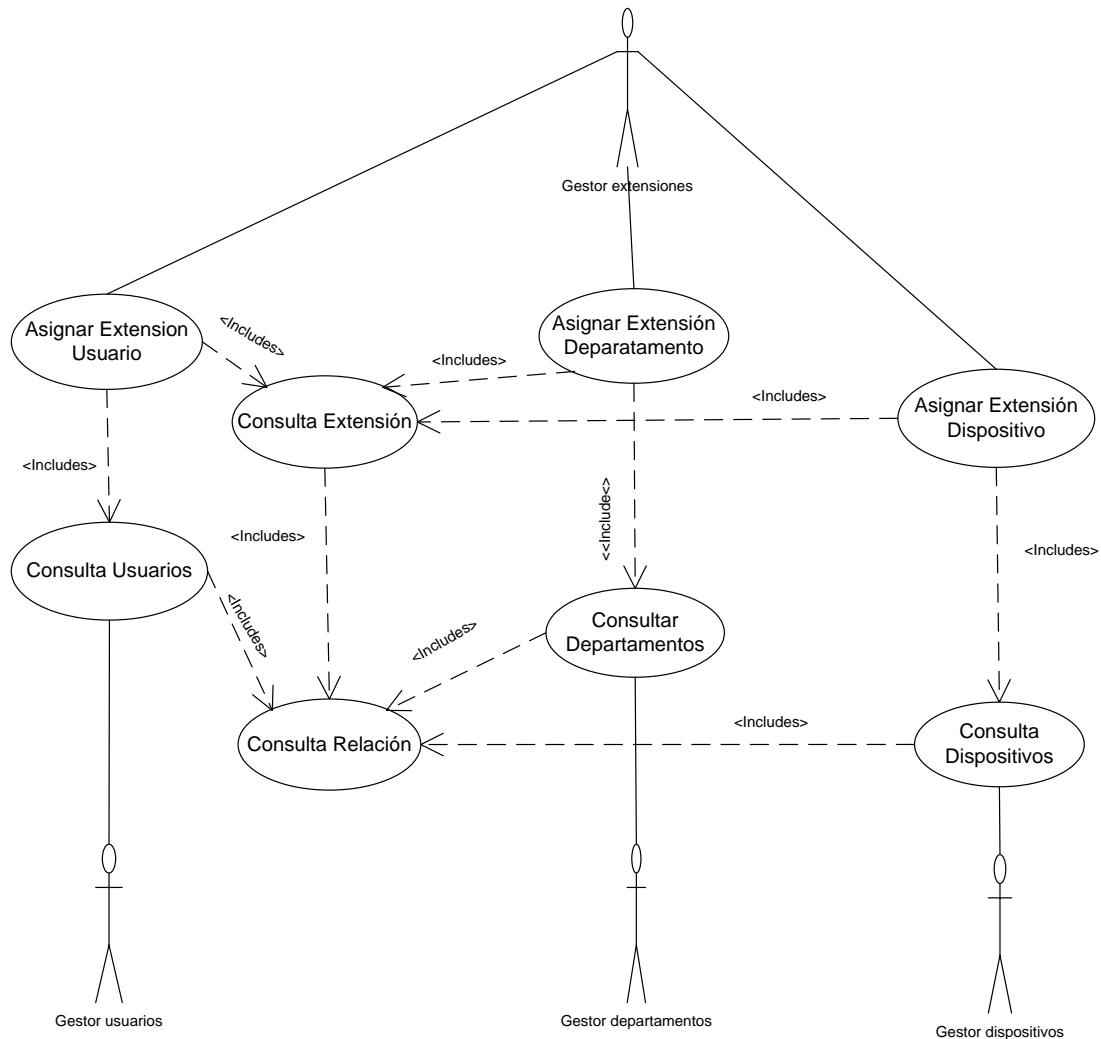 Gestor extensiones
Asignar Extension
Usuario
<Includes>
Asignar Extensión
Deparatamento
<Includes>
<Includes>
Asignar Extensión
Dispositivo
Consulta Extensión
<Includes>
<Includes>
<<Include<>
<Includes>
Consulta Usuarios
<Includes>
<Includes>
Consultar
Departamentos
Consulta Relación
<Includes>
Consulta
Dispositivos
Gestor usuarios
Gestor departamentos
Gestor dispositivos